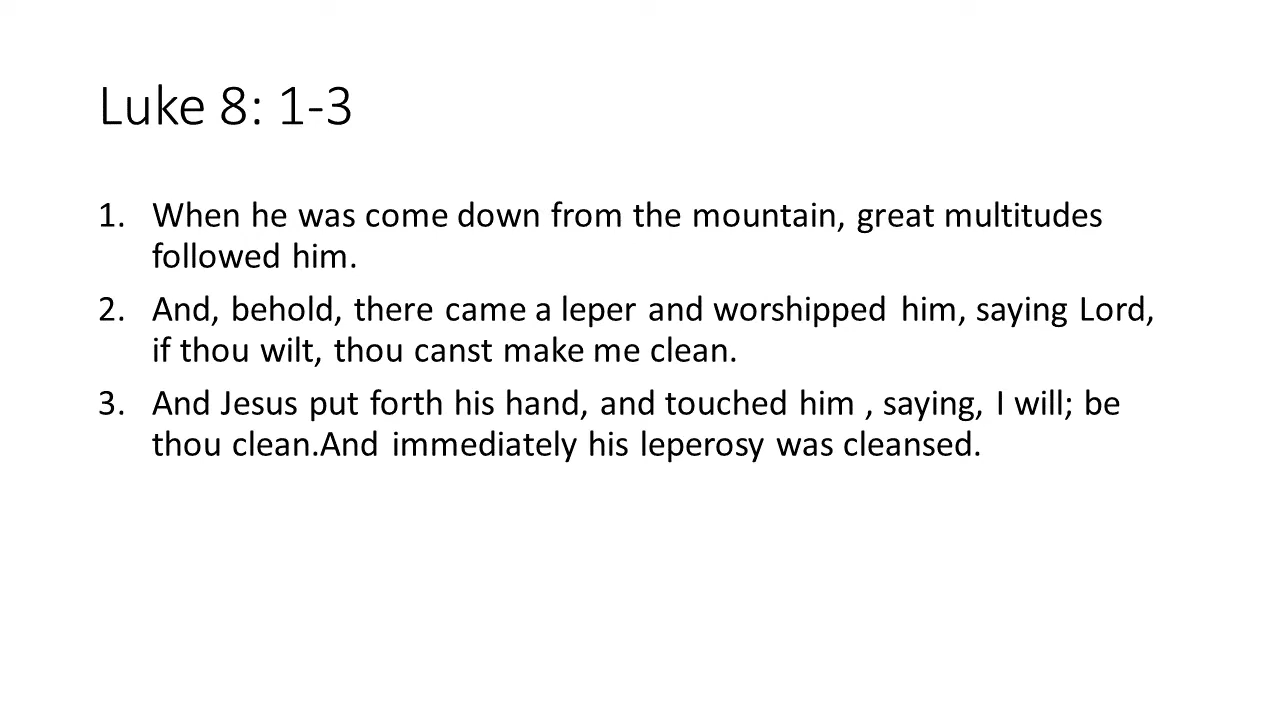 Luke 8: 1-3
1. When he was come down from the mountain, great multitudes
followed him.
2. And, behold, there came a leper and worshipped him, saying Lord,
if thou wilt, thou canst make me clean.
3. And Jesus put forth his hand, and touched him , saying, I will; be
thou clean.And immediately his leperosy was cleansed.